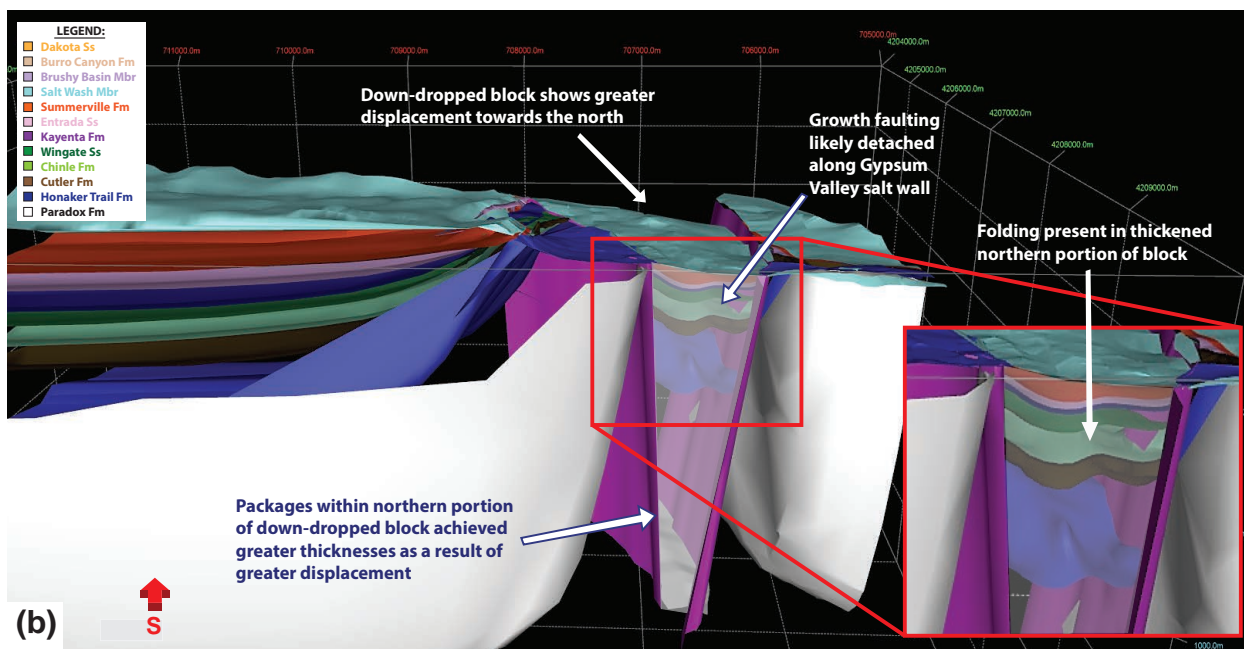 LEGEND:
Dakota Ss
Burro Canyon Fm
Brushy Basin Mbr
Salt Wash Mbr
Summerville Fm
Entrada Ss
Kayenta Fm
Wingate Ss
Chinle Fm
Cutler Fm
Honaker Trail Fm
Paradox Fm
711000.0m
710000.0m
709000.0m
708000.0m
707000.0m
706000.0m
705000.0m
4204000.0m
4205000.0m
4206000.0m
4207000.0m
4208000.0m
4209000.0m
Down-dropped block shows greater
displacement towards the north
Growth faulting
likely detached
along Gypsum
Valley salt wall
Folding present in thickened
northern portion of block
Packages within northern portion
of down-dropped block achieved
greater thicknesses as a result of
greater displacement
S
(b)
1000.0m